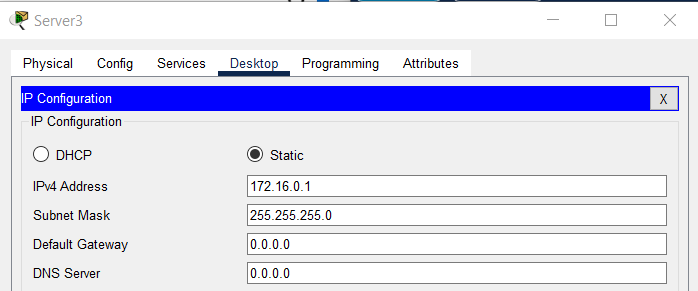 Server3
Physical Config Services Desktop Programming Attributes
IP Configuration X
IP Configuration
DHCP Static
IPv4 Address 172.16.0.1
Subnet Mask 255.255.255.0
Default Gateway 0.0.0.0
DNS Server 0.0.0.0